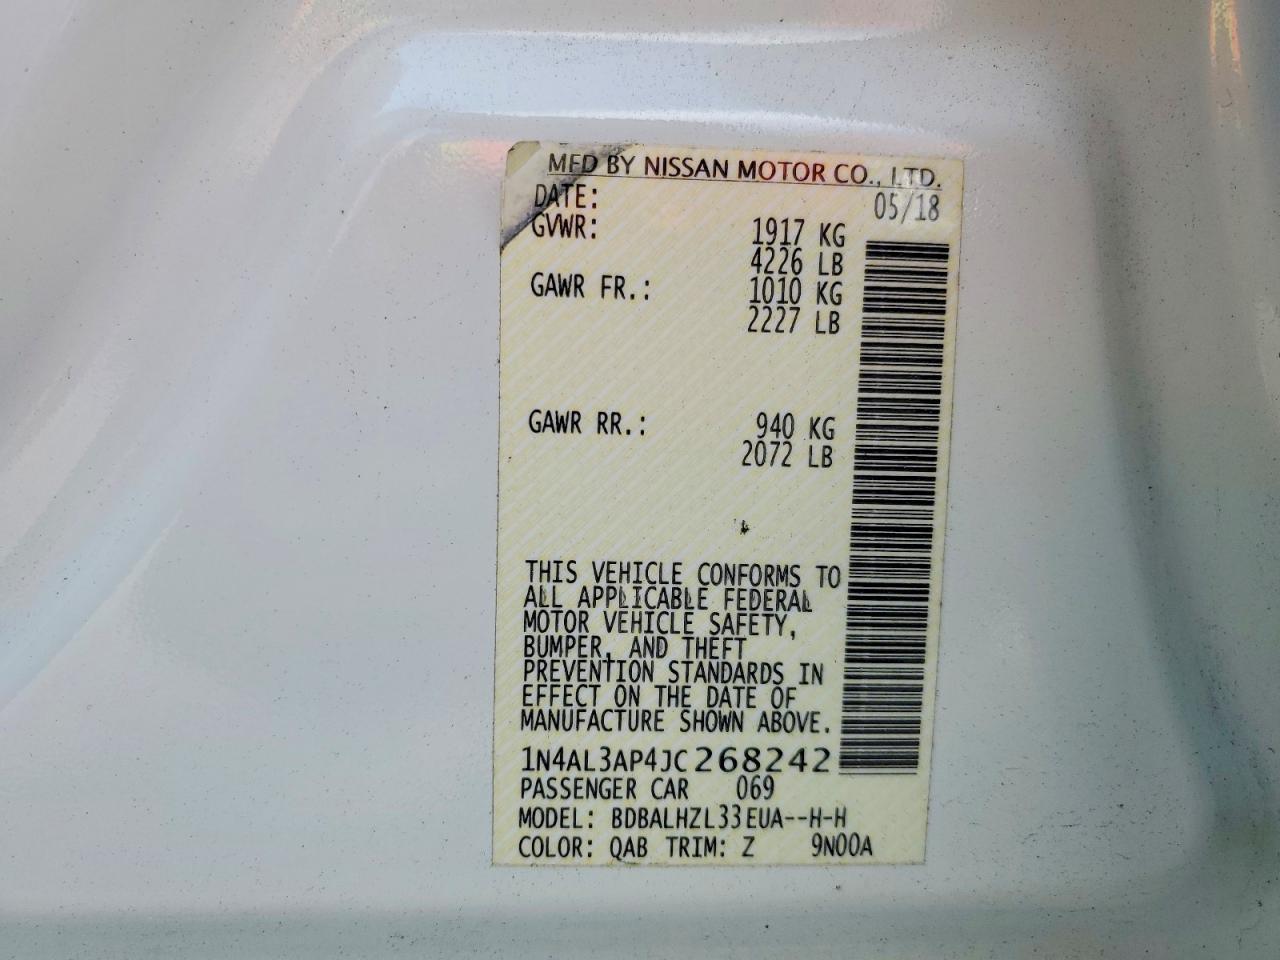 MFD BY NISSAN MOTOR CO., LTD.
DATE: 05/18
GVWR: 1917 KG
4226 LB
GAWR FR.: 1010 KG
2227 LB
GAWR RR.: 940 KG
2072 LB
THIS VEHICLE CONFORMS TO
ALL APPLICABLE FEDERAL
MOTOR VEHICLE SAFETY,
BUMPER, AND THEFT
PREVENTION STANDARDS IN
EFFECT ON THE DATE OF
MANUFACTURE SHOWN ABOVE.
1N4AL3AP4JC268242
PASSENGER CAR 069
MODEL: BDBALHZL33EUA--H-H
COLOR: QAB TRIM: Z 9N00A